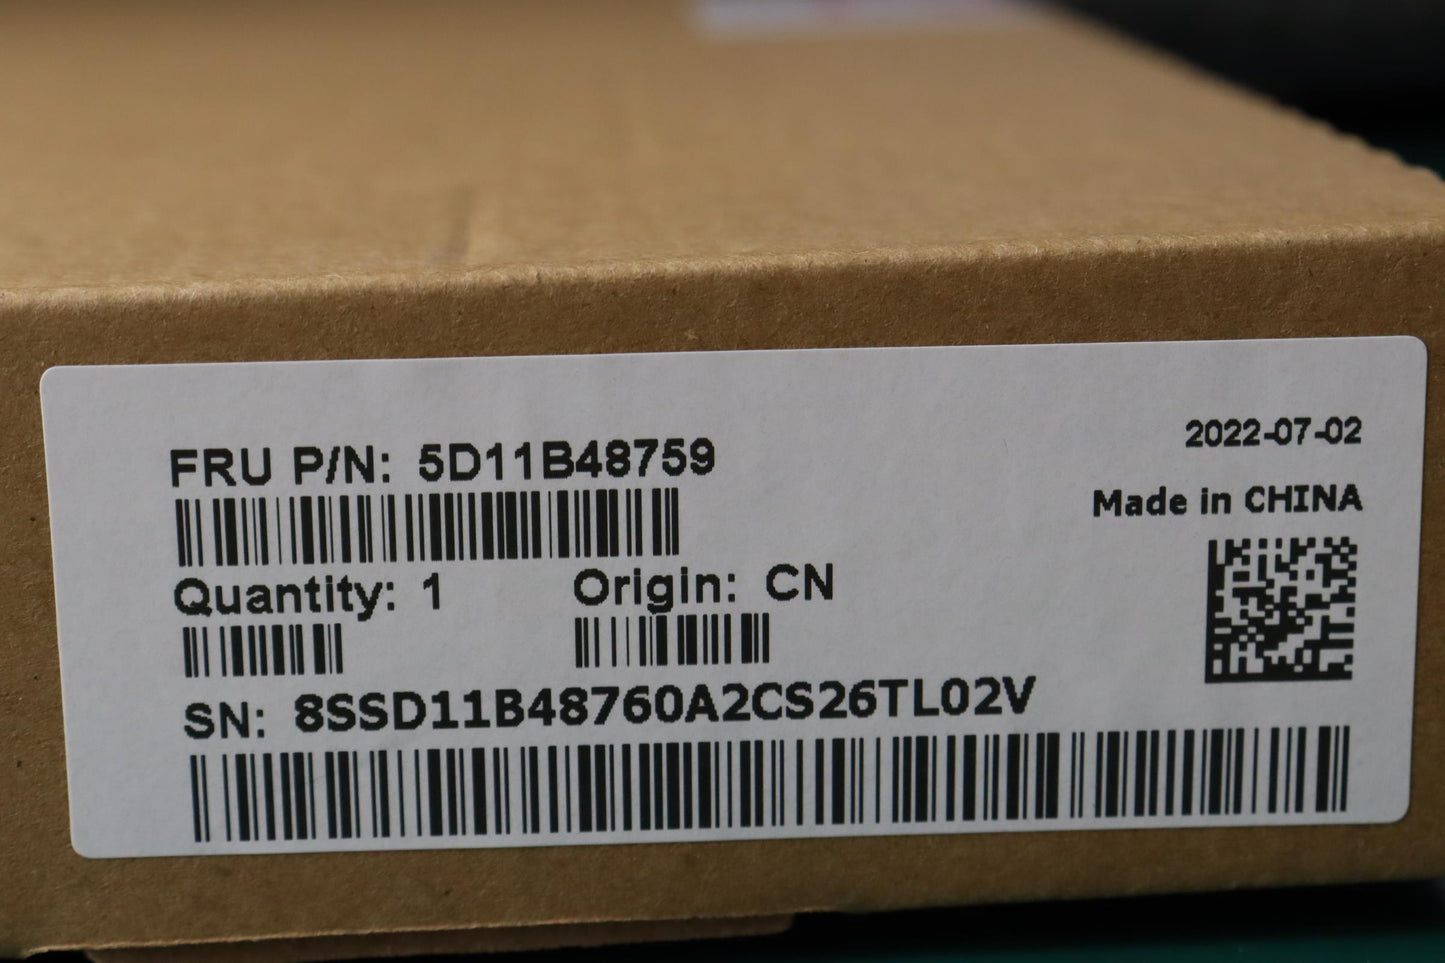 2022-07-02
FRU P/N: 5D11B48759
Made in CHINA
Quantity: 1 Origin: CN
SN: 8SSD11B48760A2CS26TL02V